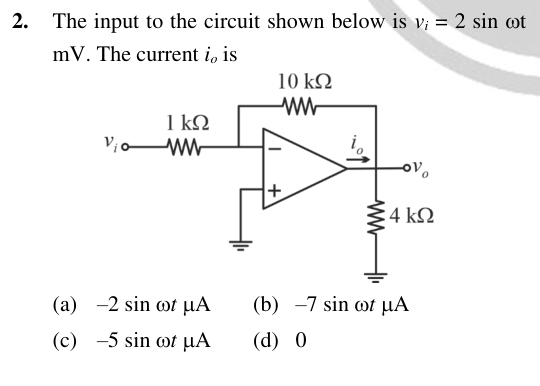 2. The input to the circuit shown below is vᵢ = 2 sin ωt
mV. The current iₒ is
10 kΩ
1 kΩ
vᵢ
iₒ
vₒ
−
+
4 kΩ
(a) –2 sin ωt μA (b) –7 sin ωt μA
(c) –5 sin ωt μA (d) 0